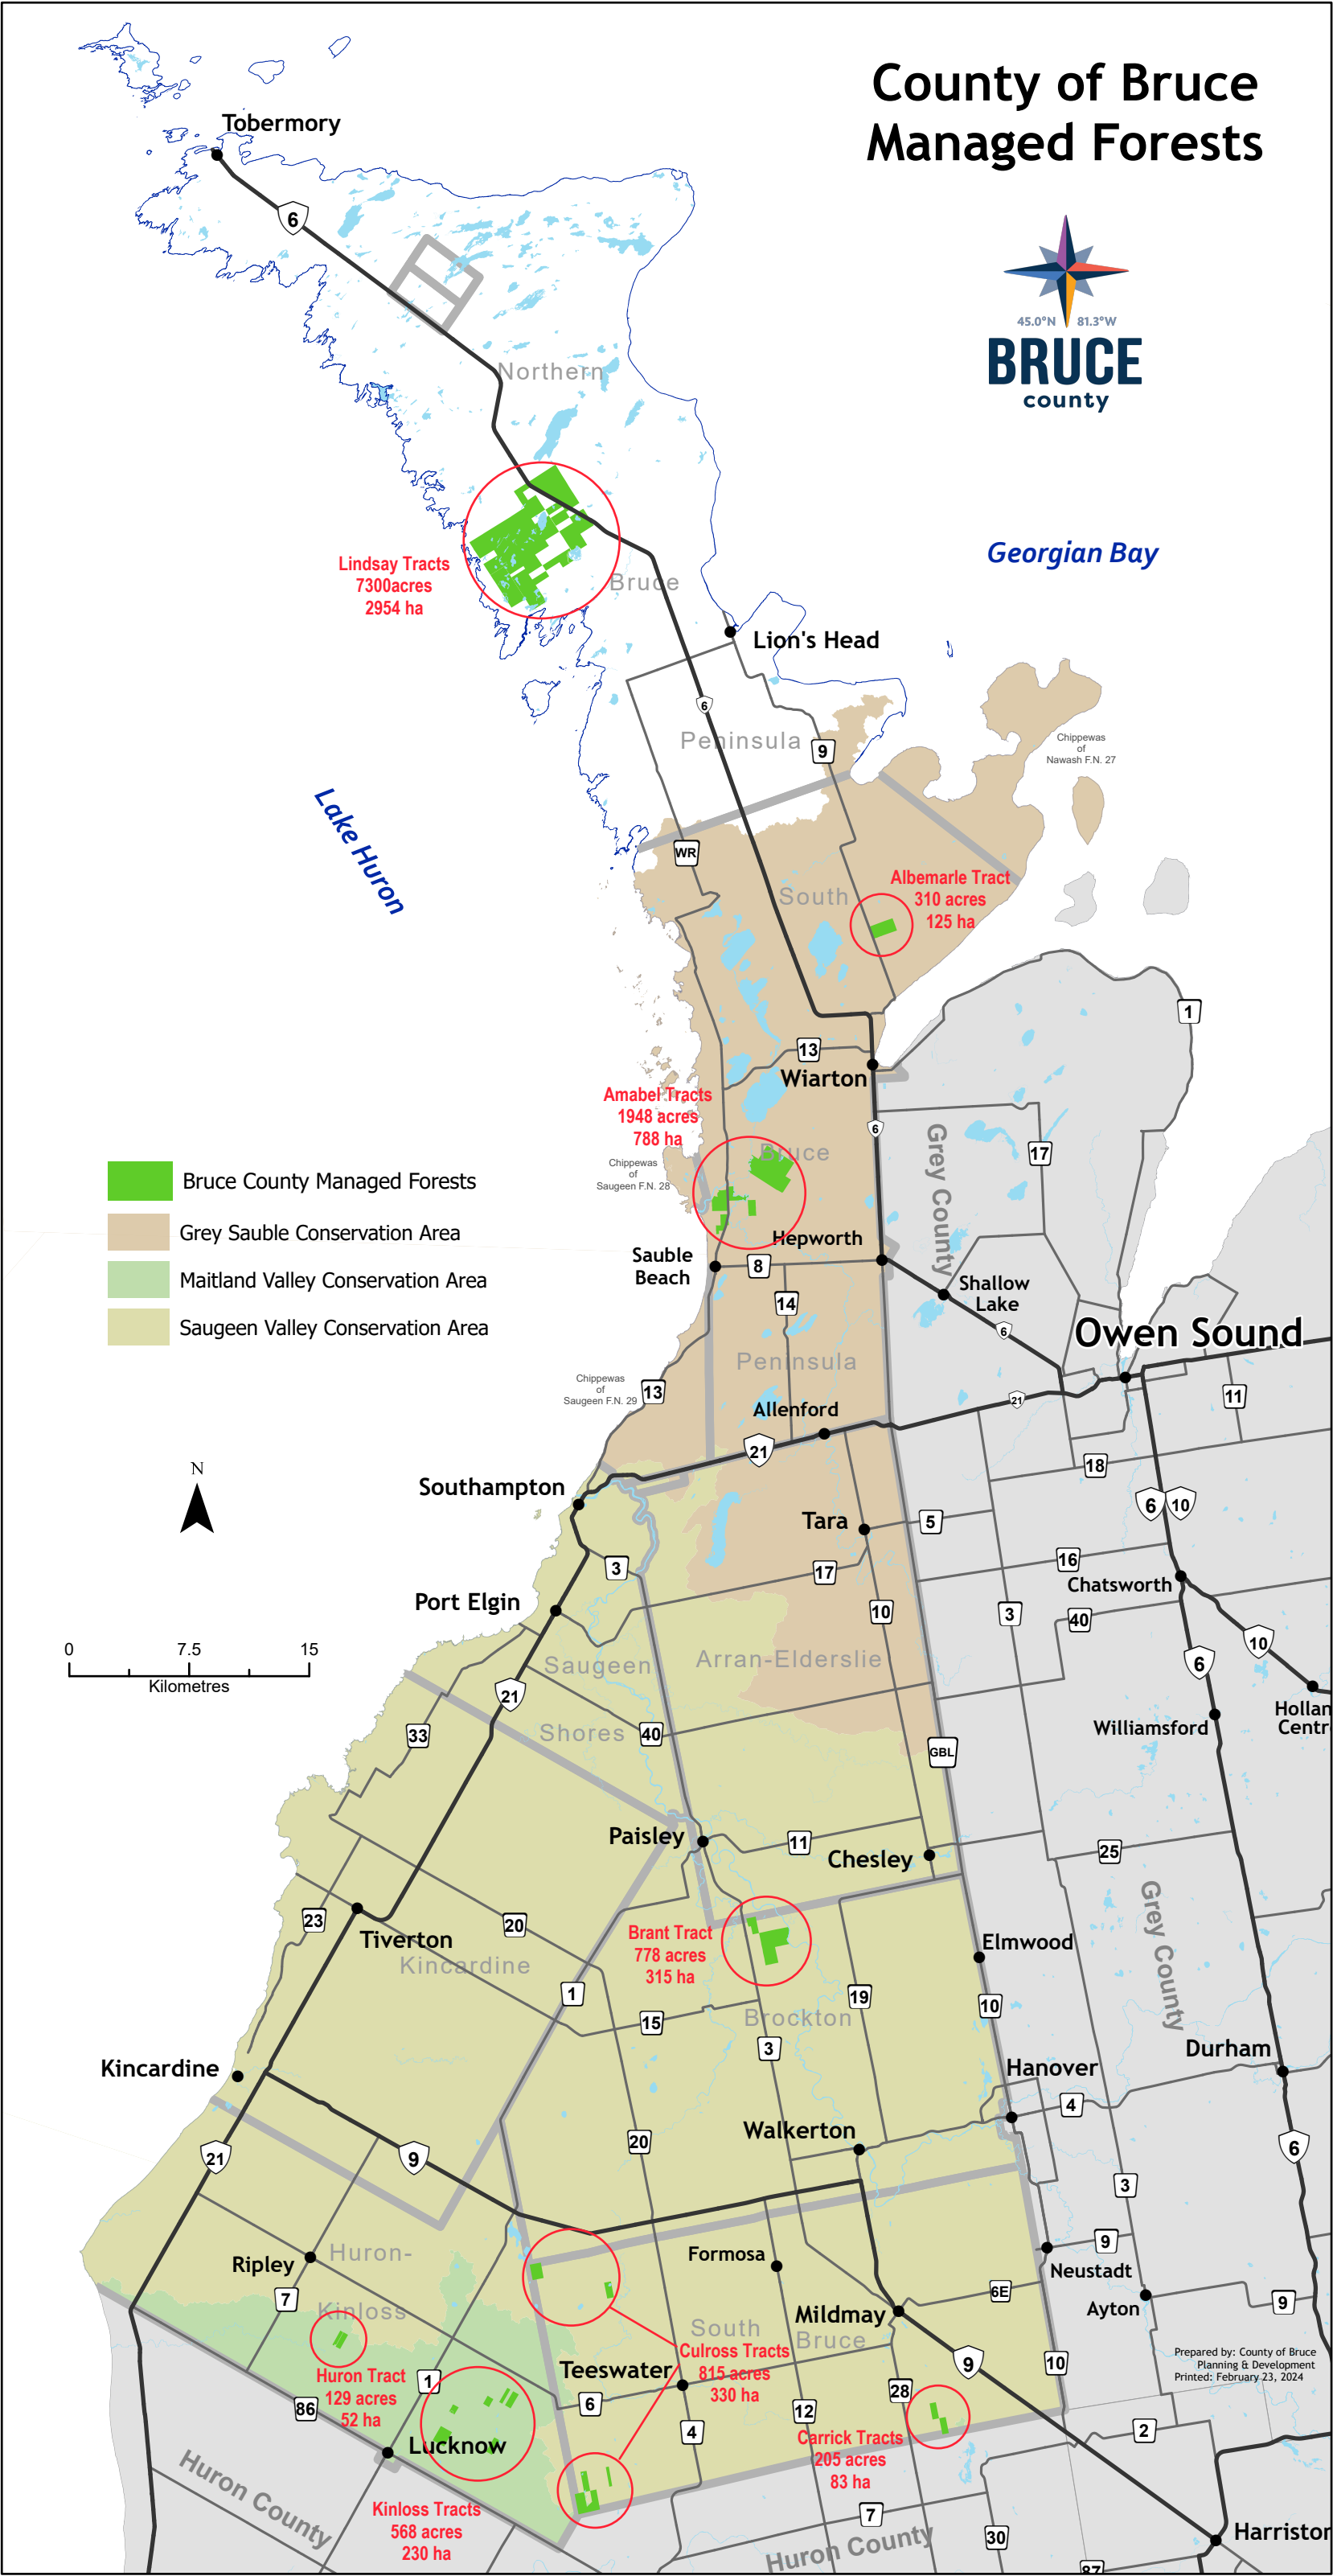 County of Bruce
Managed Forests
45.0°N 81.3°W
BRUCE
county
Tobermory
6
Northern
Lindsay Tracts
7300acres
2954 ha
Bruce
Georgian Bay
Lion's Head
6
Peninsula
9
Chippewas
of
Nawash F.N. 27
Lake Huron
WR
South
Albemarle Tract
310 acres
125 ha
1
13
Wiarton
Amabel Tracts
1948 acres
788 ha
6
Grey County
17
Bruce
Chippewas
of
Saugeen F.N. 28
Bruce County Managed Forests
Grey Sauble Conservation Area
Maitland Valley Conservation Area
Saugeen Valley Conservation Area
Hepworth
Sauble
Beach
8
14
Shallow
Lake
6
Owen Sound
Peninsula
Chippewas
of
Saugeen F.N. 29
13
21
11
Allenford
21
18
N
Southampton
6
10
Tara
5
3
17
16
Chatsworth
Port Elgin
10
3
40
10
6
0 7.5 15
Kilometres
Saugeen
Arran-Elderslie
21
33
Shores
40
Hollan
Centr
Williamsford
GBL
Paisley
11
Chesley
25
23
20
Tiverton
Kincardine
Brant Tract
778 acres
315 ha
Elmwood
Grey County
1
19
10
15
Brockton
3
Kincardine
Hanover
Durham
4
21
9
20
Walkerton
6
3
Ripley
Huron-
Formosa
9
Neustadt
7
Kinloss
6E
Ayton
9
Mildmay
South
Bruce
Culross Tracts
815 acres
330 ha
Huron Tract
129 acres
52 ha
1
Teeswater
9
10
Prepared by: County of Bruce
Planning & Development
Printed: February 23, 2024
86
6
28
12
4
Carrick Tracts
205 acres
83 ha
2
Lucknow
Huron County
Kinloss Tracts
568 acres
230 ha
7
30
Huron County
Harriston
87